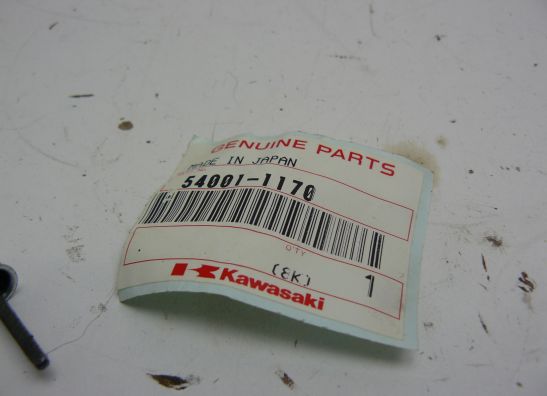 GENUINE PARTS
MADE IN JAPAN
54001-1170
QTY
(EK) 1
Kawasaki